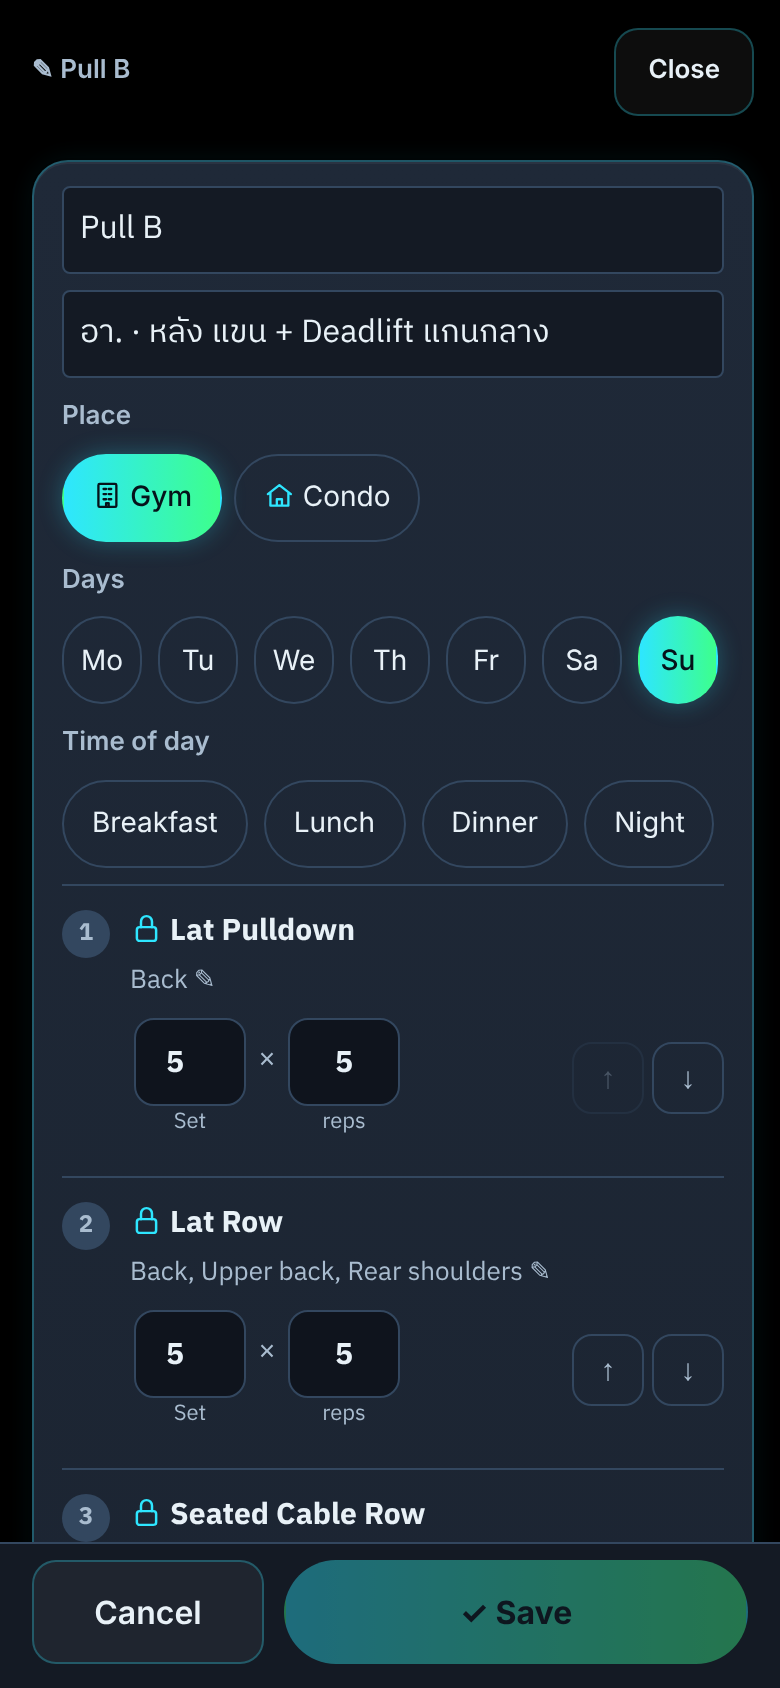 ✎ Pull B
Close
Pull B
อา. · หลัง แขน + Deadlift แกนกลาง
Place
Gym
Condo
Days
Mo Tu We Th Fr Sa Su
Time of day
Breakfast Lunch Dinner Night
1 Lat Pulldown
Back ✎
5 × 5 ↑ ↓
Set reps
2 Lat Row
Back, Upper back, Rear shoulders ✎
5 × 5 ↑ ↓
Set reps
3 Seated Cable Row
Cancel ✓ Save